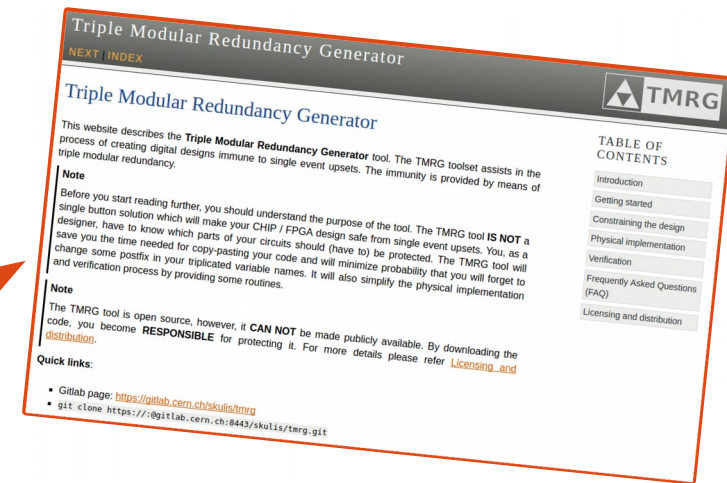 Triple Modular Redundancy Generator
NEXT | INDEX
TMRG
Triple Modular Redundancy Generator
This website describes the Triple Modular Redundancy Generator tool. The TMRG toolset assists in the
process of creating digital designs immune to single event upsets. The immunity is provided by means of
triple modular redundancy.
Note
Before you start reading further, you should understand the purpose of the tool. The TMRG tool IS NOT a
single button solution which will make your CHIP / FPGA design safe from single event upsets. You, as a
designer, have to know which parts of your circuits should (have to) be protected. The TMRG tool will
save you the time needed for copy-pasting your code and will minimize probability that you will forget to
change some postfix in your triplicated variable names. It will also simplify the physical implementation
and verification process by providing some routines.
Note
The TMRG tool is open source, however, it CAN NOT be made publicly available. By downloading the
code, you become RESPONSIBLE for protecting it. For more details please refer Licensing and
distribution.
Quick links:
▪ Gitlab page: https://gitlab.cern.ch/skulis/tmrg
▪ git clone https://:@gitlab.cern.ch:8443/skulis/tmrg.git
TABLE OF
CONTENTS
Introduction
Getting started
Constraining the design
Physical implementation
Verification
Frequently Asked Questions
(FAQ)
Licensing and distribution